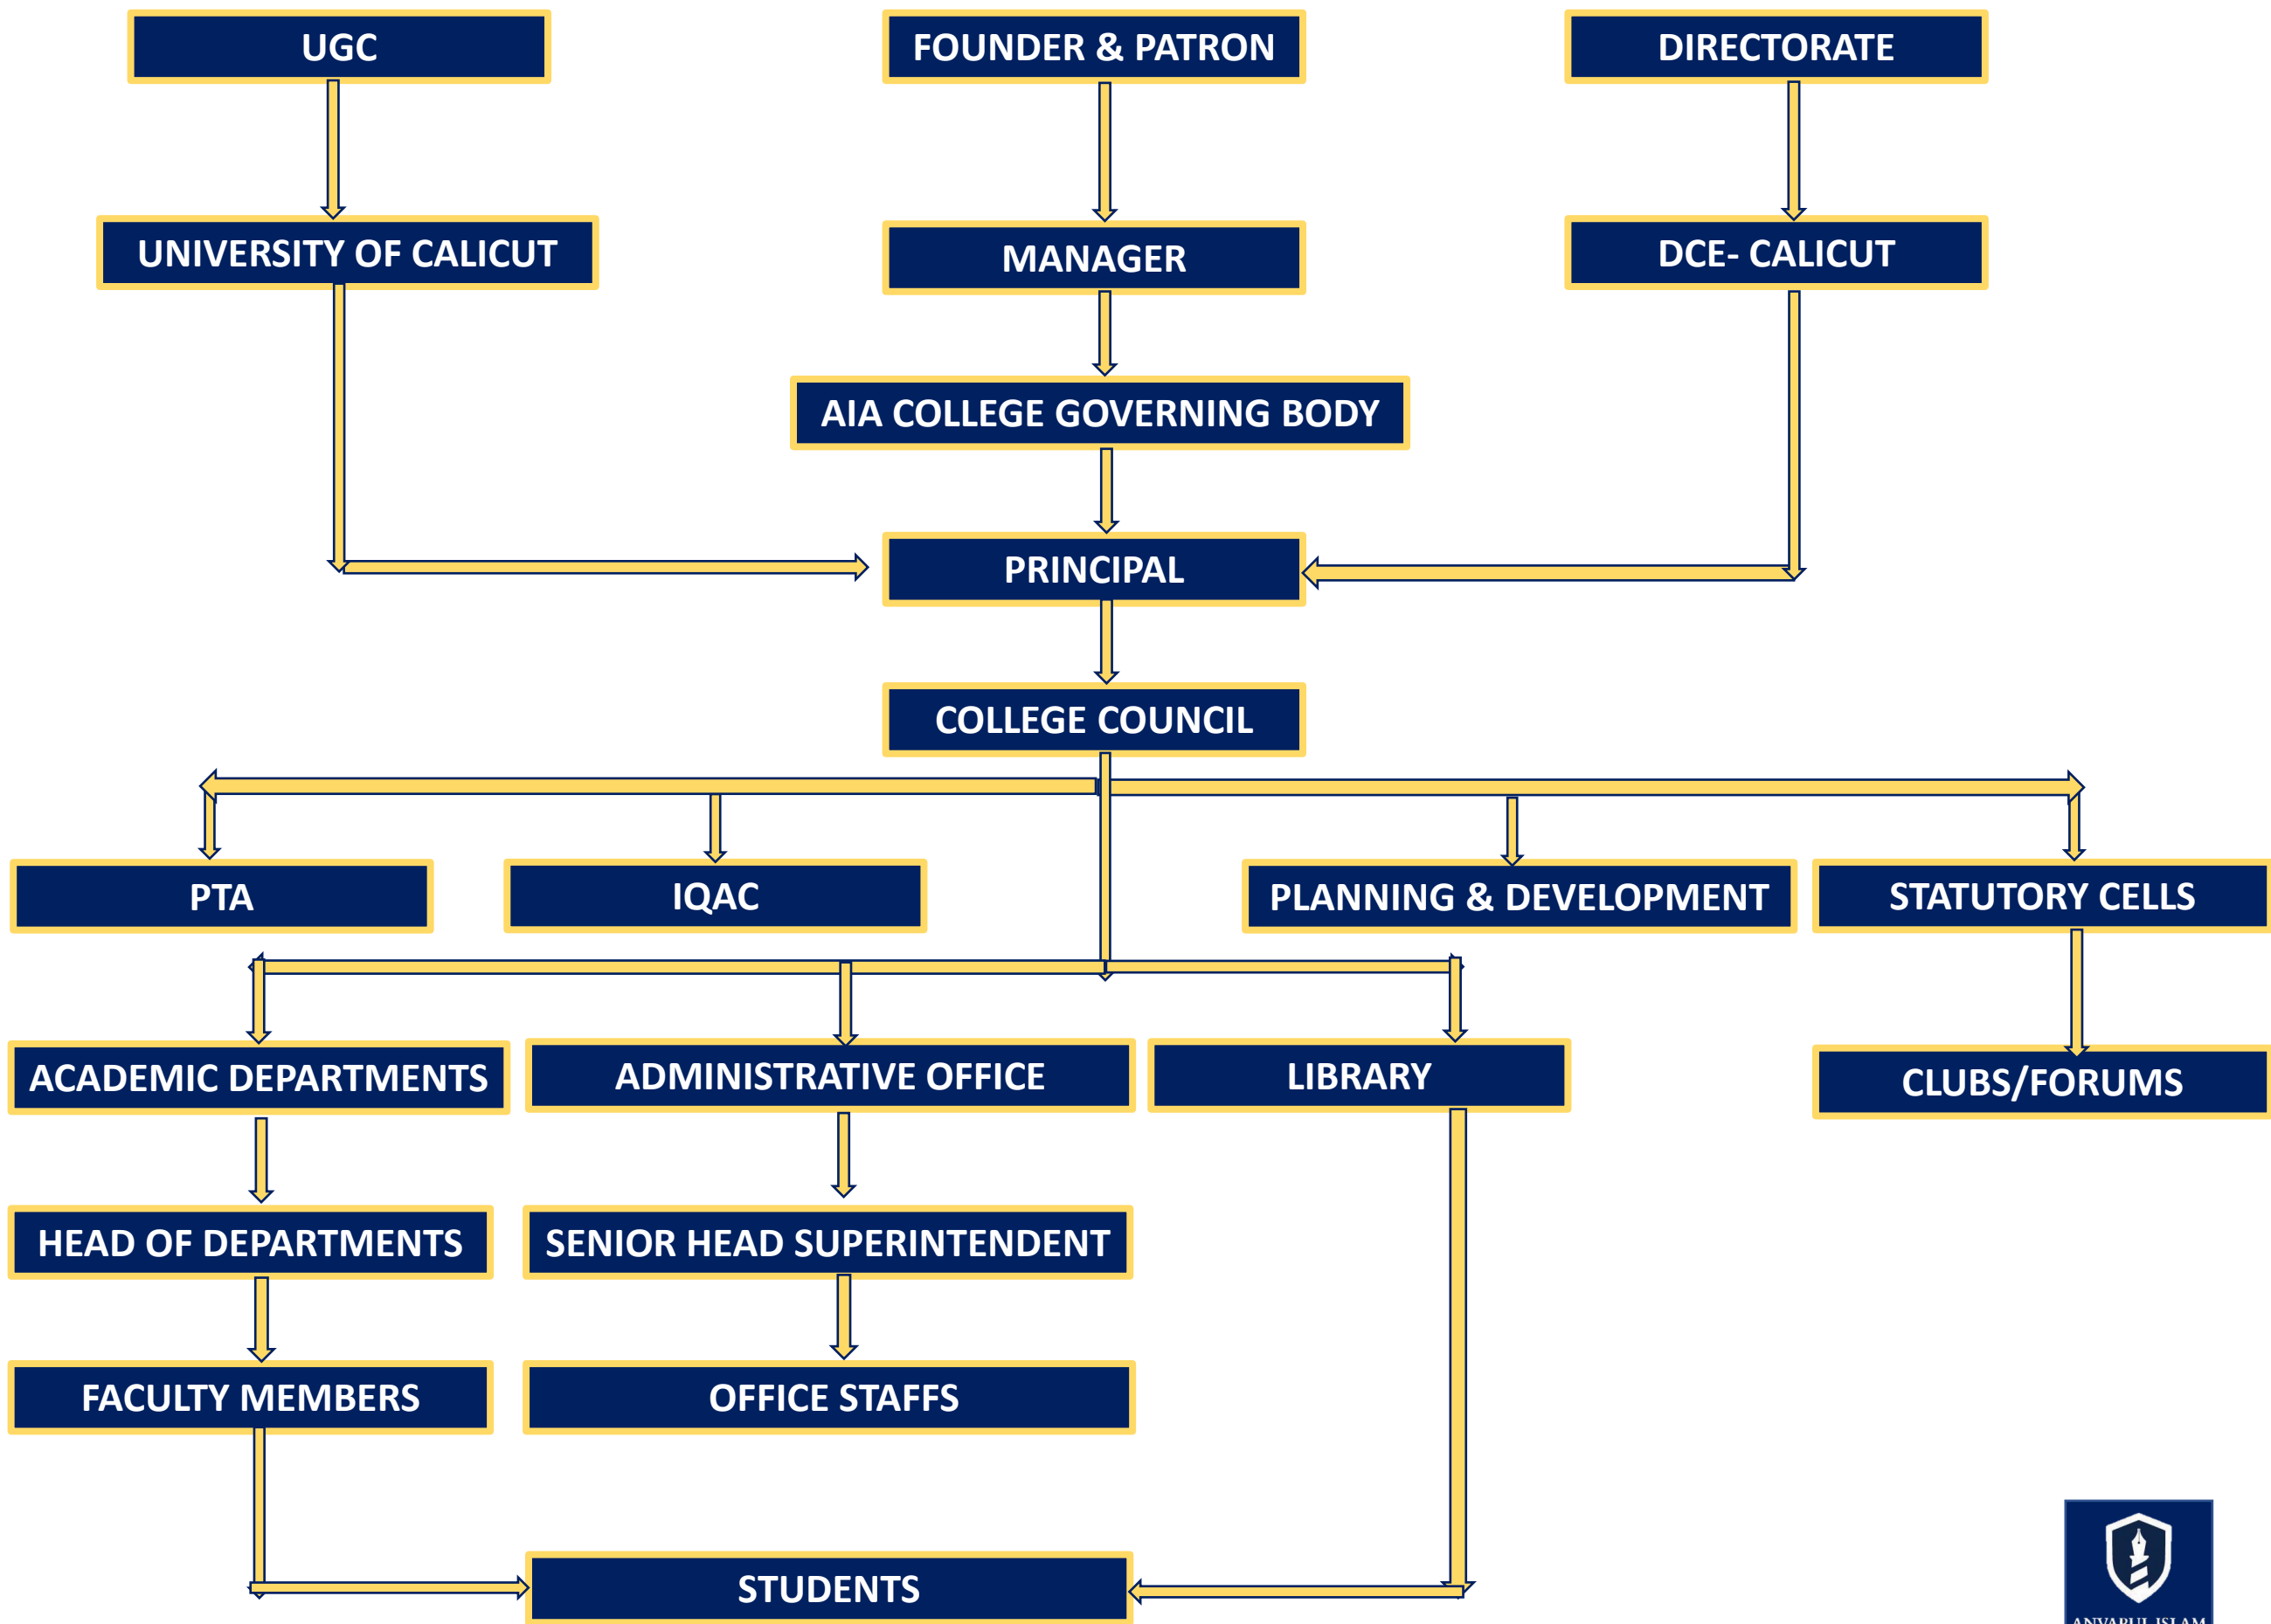 UGC
FOUNDER & PATRON
DIRECTORATE
UNIVERSITY OF CALICUT
MANAGER
DCE- CALICUT
AIA COLLEGE GOVERNING BODY
PRINCIPAL
COLLEGE COUNCIL
PTA
IQAC
PLANNING & DEVELOPMENT
STATUTORY CELLS
ACADEMIC DEPARTMENTS
ADMINISTRATIVE OFFICE
LIBRARY
CLUBS/FORUMS
HEAD OF DEPARTMENTS
SENIOR HEAD SUPERINTENDENT
FACULTY MEMBERS
OFFICE STAFFS
STUDENTS
ANVARUL ISLAM